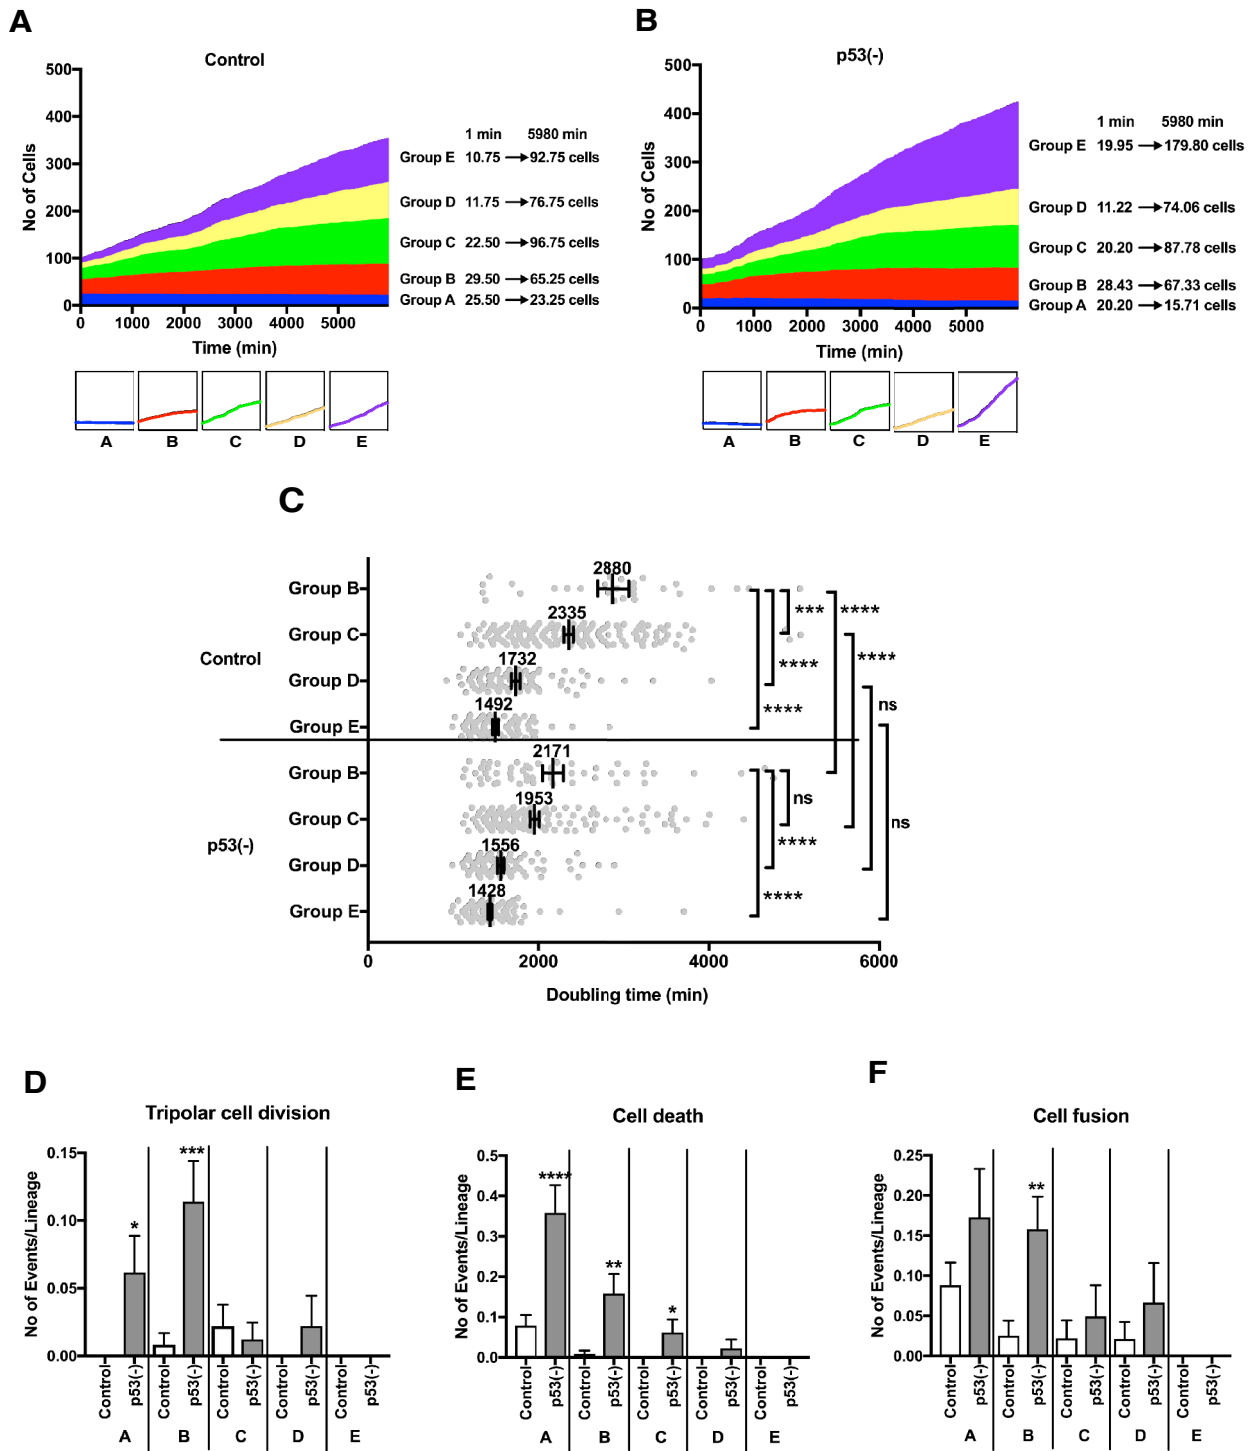 A
Control
500
400
300
200
100
0
No of Cells
0 1000 2000 3000 4000 5000
Time (min)
1 min 5980 min
Group E 10.75 → 92.75 cells
Group D 11.75 → 76.75 cells
Group C 22.50 → 96.75 cells
Group B 29.50 → 65.25 cells
Group A 25.50 → 23.25 cells
A B C D E
B
p53(-)
500
400
300
200
100
0
No of Cells
0 1000 2000 3000 4000 5000
Time (min)
1 min 5980 min
Group E 19.95 → 179.80 cells
Group D 11.22 → 74.06 cells
Group C 20.20 → 87.78 cells
Group B 28.43 → 67.33 cells
Group A 20.20 → 15.71 cells
A B C D E
C
Control
Group B 2880
Group C 2335
Group D 1732
Group E 1492
p53(-)
Group B 2171
Group C 1953
Group D 1556
Group E 1428
*** ****
**** ****
**** ns
ns
ns
****
****
0 2000 4000 6000
Doubling time (min)
D
Tripolar cell division
No of Events/Lineage
0.15
0.10
0.05
0.00
* ***
Control p53(-) Control p53(-) Control p53(-) Control p53(-) Control p53(-)
A B C D E
E
Cell death
No of Events/Lineage
0.5
0.4
0.3
0.2
0.1
0.0
**** ** *
Control p53(-) Control p53(-) Control p53(-) Control p53(-) Control p53(-)
A B C D E
F
Cell fusion
No of Events/Lineage
0.25
0.20
0.15
0.10
0.05
0.00
**
Control p53(-) Control p53(-) Control p53(-) Control p53(-) Control p53(-)
A B C D E